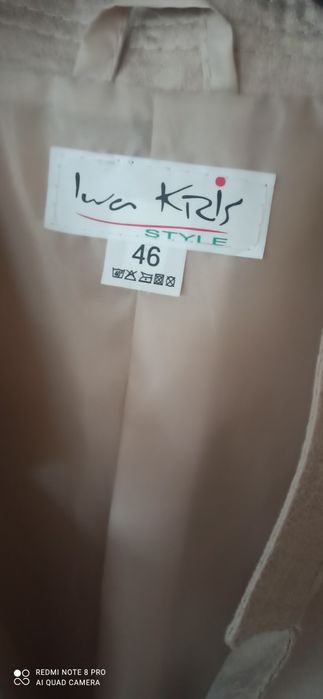 Iwa KRIS
STYLE
46
REDMI NOTE 8 PRO
AI QUAD CAMERA